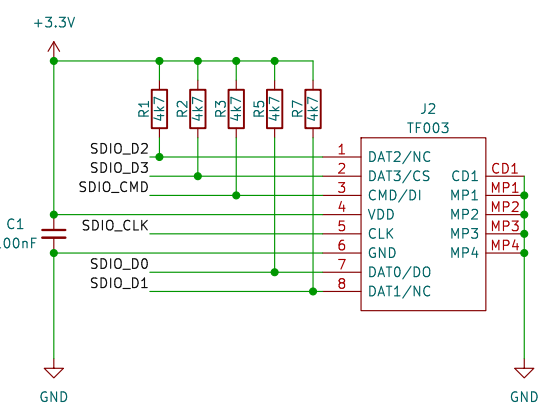 +3.3V
R1 4k7
R2 4k7
R3 4k7
R5 4k7
R7 4k7
J2
TF003
SDIO_D2 1 DAT2/NC
SDIO_D3 2 DAT3/CS CD1 CD1
SDIO_CMD 3 CMD/DI MP1 MP1
4 VDD MP2 MP2
C1 SDIO_CLK 5 CLK MP3 MP3
00nF 6 GND MP4 MP4
SDIO_D0 7 DAT0/DO
SDIO_D1 8 DAT1/NC
GND
GND